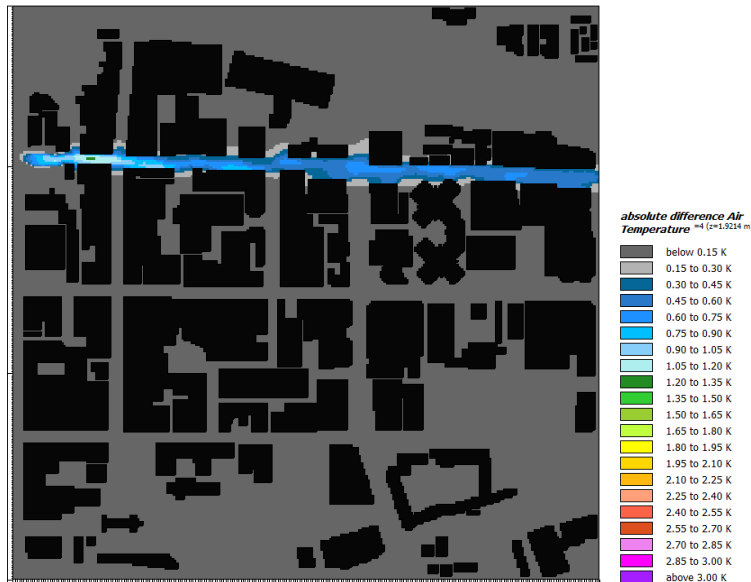 absolute difference Air
Temperature =4 (z=1.9214 m
below 0.15 K
0.15 to 0.30 K
0.30 to 0.45 K
0.45 to 0.60 K
0.60 to 0.75 K
0.75 to 0.90 K
0.90 to 1.05 K
1.05 to 1.20 K
1.20 to 1.35 K
1.35 to 1.50 K
1.50 to 1.65 K
1.65 to 1.80 K
1.80 to 1.95 K
1.95 to 2.10 K
2.10 to 2.25 K
2.25 to 2.40 K
2.40 to 2.55 K
2.55 to 2.70 K
2.70 to 2.85 K
2.85 to 3.00 K
above 3.00 K